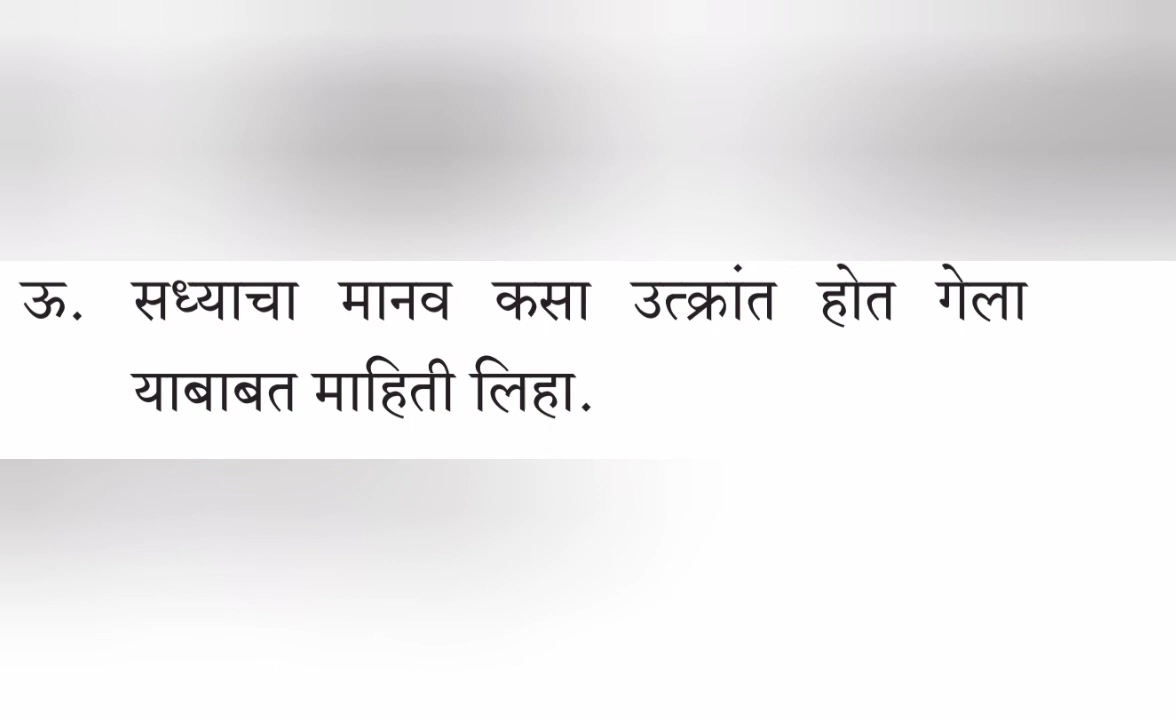 ऊ. सध्याचा मानव कसा उत्क्रांत होत गेला
याबाबत माहिती लिहा.